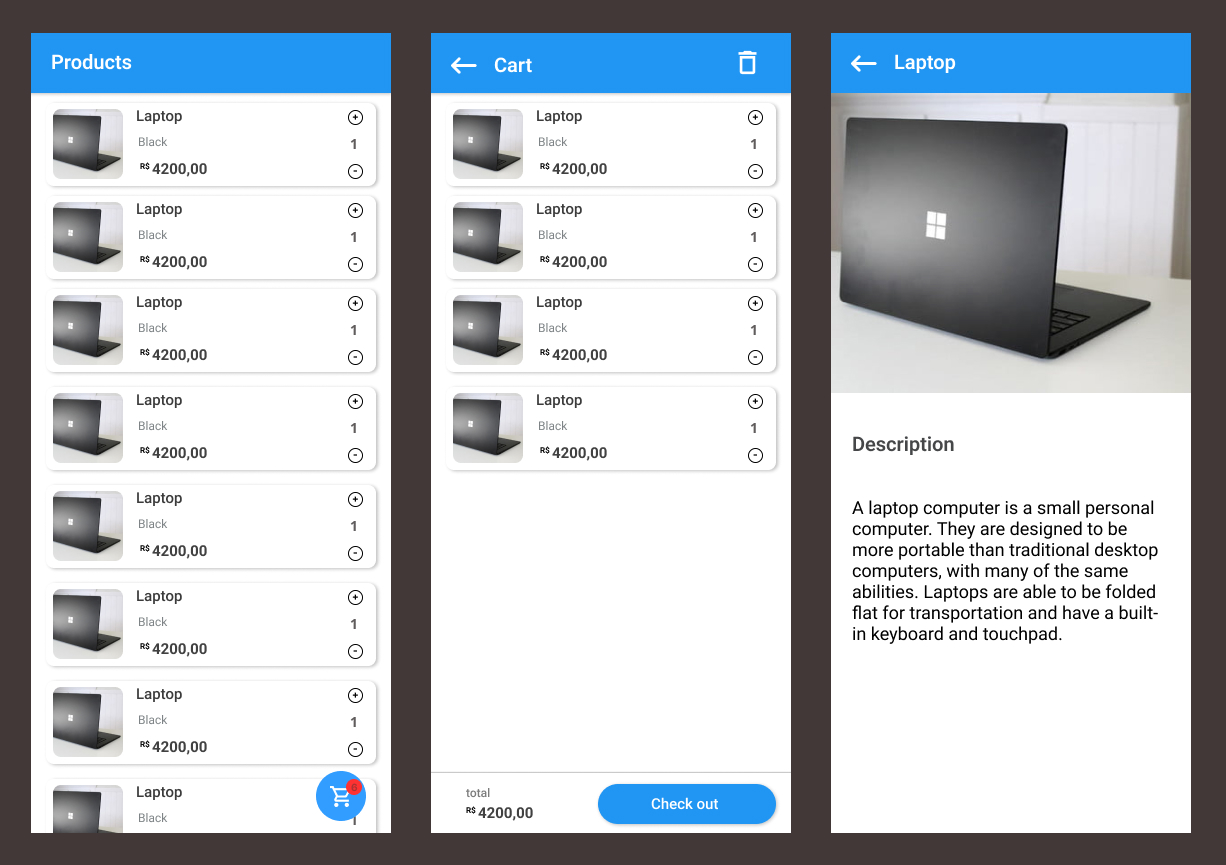 Products
Laptop
+
Black
1
R$ 4200,00
-
Laptop
+
Black
1
R$ 4200,00
-
Laptop
+
Black
1
R$ 4200,00
-
Laptop
+
Black
1
R$ 4200,00
-
Laptop
+
Black
1
R$ 4200,00
-
Laptop
+
Black
1
R$ 4200,00
-
Laptop
+
Black
1
R$ 4200,00
-
Laptop
6
Black
1
Cart
Laptop
+
Black
1
R$ 4200,00
-
Laptop
+
Black
1
R$ 4200,00
-
Laptop
+
Black
1
R$ 4200,00
-
Laptop
+
Black
1
R$ 4200,00
-
total
R$ 4200,00
Check out
Laptop
Description
A laptop computer is a small personal
computer. They are designed to be
more portable than traditional desktop
computers, with many of the same
abilities. Laptops are able to be folded
flat for transportation and have a built-
in keyboard and touchpad.